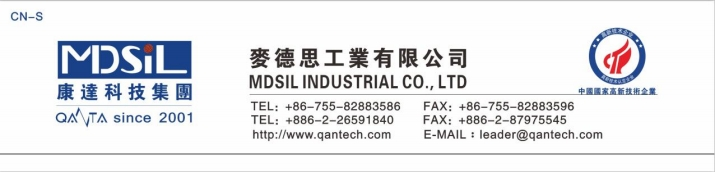 CN-S
MDSiL
康達科技集團
QANTA since 2001
麥德思工業有限公司
MDSIL INDUSTRIAL CO., LTD
TEL: +86-755-82883586 FAX: +86-755-82883596
TEL: +886-2-26591840 FAX: +886-2-87975545
http://www.qantech.com E-MAIL: leader@qantech.com
中國國家高新技術企業